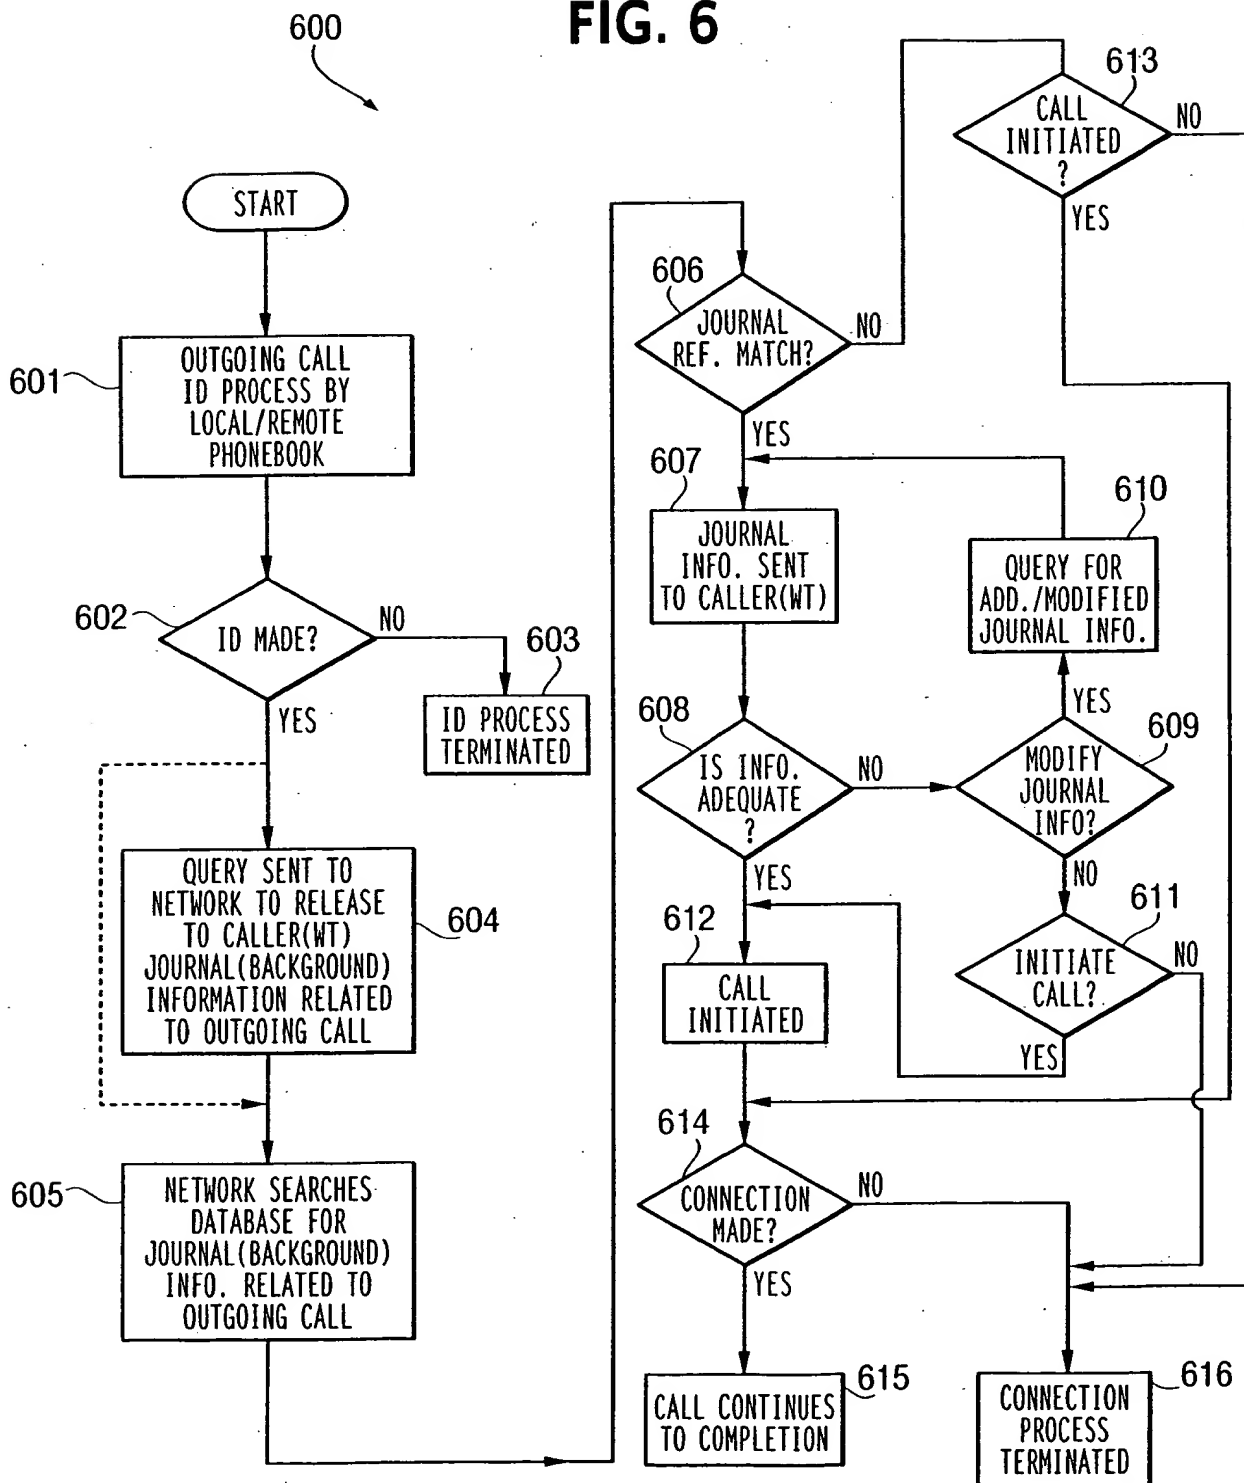 FIG. 6
600
START
601
OUTGOING CALL
ID PROCESS BY
LOCAL/REMOTE
PHONEBOOK
602
ID MADE?
NO
YES
603
ID PROCESS
TERMINATED
604
QUERY SENT TO
NETWORK TO RELEASE
TO CALLER(WT)
JOURNAL(BACKGROUND)
INFORMATION RELATED
TO OUTGOING CALL
605
NETWORK SEARCHES
DATABASE FOR
JOURNAL(BACKGROUND)
INFO. RELATED TO
OUTGOING CALL
606
JOURNAL
REF. MATCH?
NO
YES
613
CALL
INITIATED
?
NO
YES
607
JOURNAL
INFO. SENT
TO CALLER(WT)
610
QUERY FOR
ADD./MODIFIED
JOURNAL INFO.
608
IS INFO.
ADEQUATE
?
NO
YES
YES
609
MODIFY
JOURNAL
INFO?
NO
611
INITIATE
CALL?
NO
YES
612
CALL
INITIATED
614
CONNECTION
MADE?
NO
YES
615
CALL CONTINUES
TO COMPLETION
616
CONNECTION
PROCESS
TERMINATED